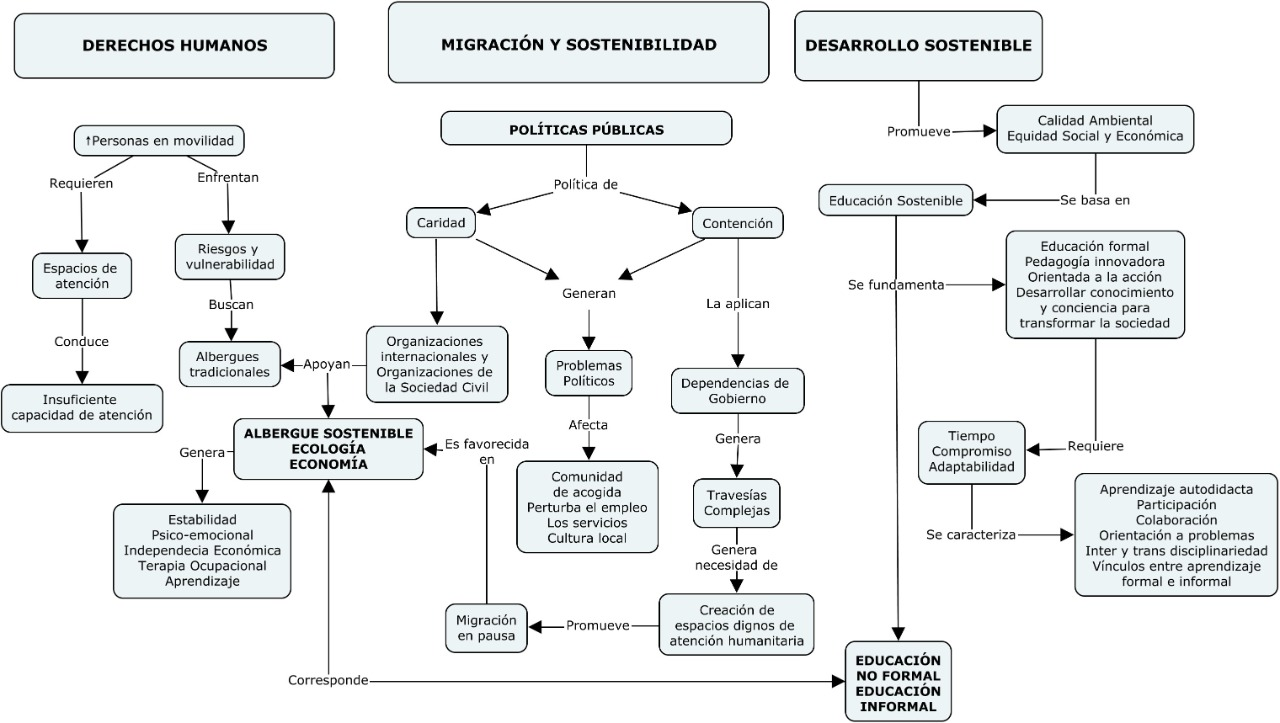 DERECHOS HUMANOS
MIGRACIÓN Y SOSTENIBILIDAD
DESARROLLO SOSTENIBLE
↑Personas en movilidad
Requieren
Enfrentan
Espacios de
atención
Riesgos y
vulnerabilidad
Conduce
Buscan
Insuficiente
capacidad de atención
Albergues
tradicionales
POLÍTICAS PÚBLICAS
Política de
Caridad
Contención
Generan
La aplican
Organizaciones
internacionales y
Organizaciones de
la Sociedad Civil
Apoyan
Problemas
Políticos
Dependencias de
Gobierno
Afecta
Genera
ALBERGUE SOSTENIBLE
ECOLOGÍA
ECONOMÍA
Es favorecida
en
Genera
Estabilidad
Psico-emocional
Independecia Económica
Terapia Ocupacional
Aprendizaje
Comunidad
de acogida
Perturba el empleo
Los servicios
Cultura local
Travesías
Complejas
Genera
necesidad de
Creación de
espacios dignos de
atención humanitaria
Promueve
Migración
en pausa
Corresponde
Promueve
Calidad Ambiental
Equidad Social y Económica
Se basa en
Educación Sostenible
Se fundamenta
Educación formal
Pedagogía innovadora
Orientada a la acción
Desarrollar conocimiento
y conciencia para
transformar la sociedad
Requiere
Tiempo
Compromiso
Adaptabilidad
Se caracteriza
Aprendizaje autodidacta
Participación
Colaboración
Orientación a problemas
Inter y trans disciplinariedad
Vínculos entre aprendizaje
formal e informal
EDUCACIÓN
NO FORMAL
EDUCACIÓN
INFORMAL